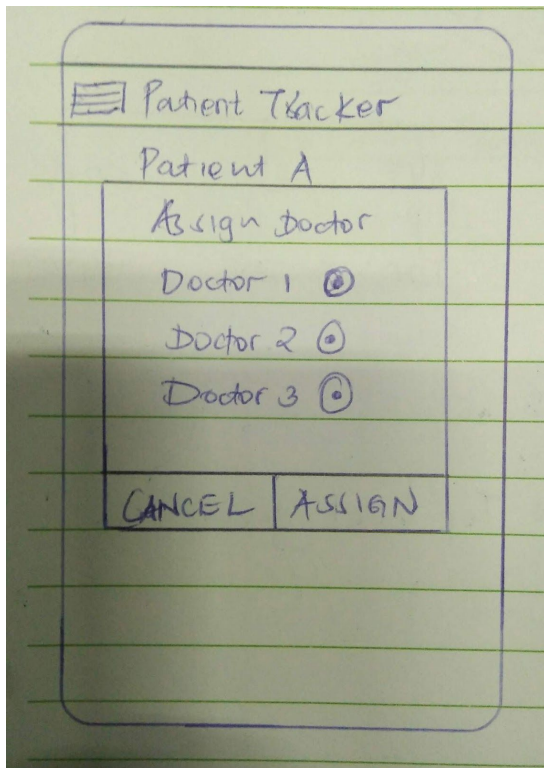 Patient Tracker
Patient A
Assign Doctor
Doctor 1
Doctor 2
Doctor 3
CANCEL ASSIGN